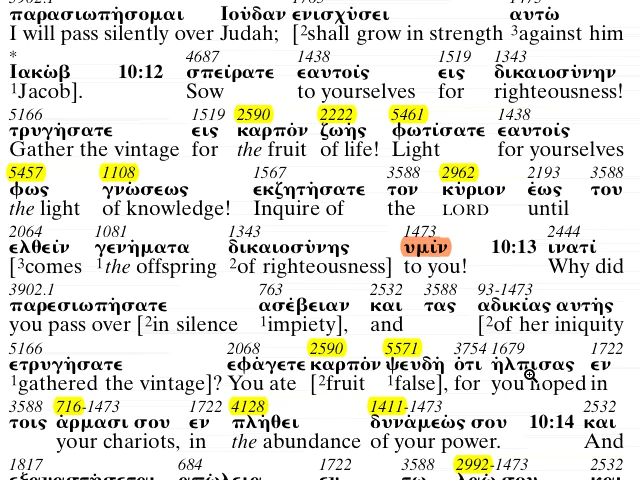 παρασιωπήσομαι Ιούδαν ενισχύσει αυτώ
I will pass silently over Judah; [2shall grow in strength 3against him
* 4687 1438 1519 1343
Ιακώβ 10:12 σπείρατε εαυτοίς εις δικαιοσύνην
1Jacob]. Sow to yourselves for righteousness!
5166 1519 2590 2222 5461 1438
τρυγήσατε εις καρπόν ζωής φωτίσατε εαυτοίς
Gather the vintage for the fruit of life! Light for yourselves
5457 1108 1567 3588 2962 2193 3588
φως γνώσεως εκζητήσατε τον κύριον έως του
the light of knowledge! Inquire of the LORD until
2064 1081 1343 1473 2444
ελθείν γενήματα δικαιοσύνης υμίν 10:13 ινατί
[3comes 1the offspring 2of righteousness] to you! Why did
3902.1 763 2532 3588 93-1473
παρεσιωπήσατε ασέβειαν και τας αδικίας αυτής
you pass over [2in silence 1impiety], and [2of her iniquity
5166 2068 2590 5571 3754 1679 1722
ετρυγήσατε εφάγετε καρπόν ψευδή ότι ήλπισας εν
1gathered the vintage]? You ate [2fruit 1false], for you hoped in
3588 716-1473 1722 4128 1411-1473 2532
τοις άρμασί σου εν πλήθει δυνάμεώς σου 10:14 και
your chariots, in the abundance of your power. And
1817 684 1722 3588 2992-1473 2532